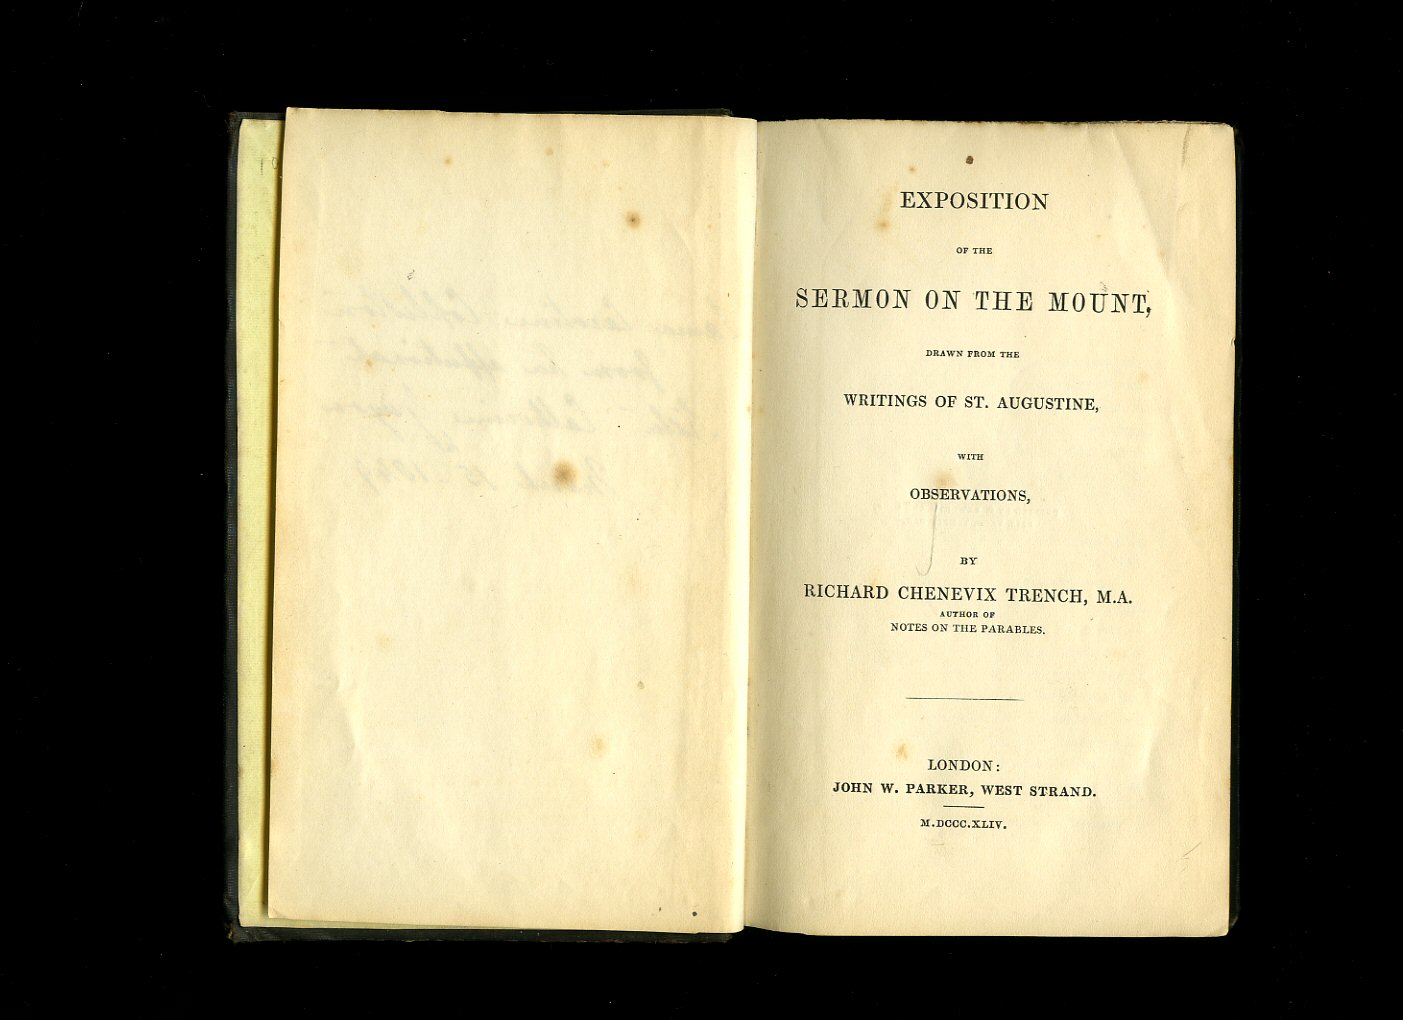 EXPOSITION
OF THE
SERMON ON THE MOUNT,
DRAWN FROM THE
WRITINGS OF ST. AUGUSTINE,
WITH
OBSERVATIONS,
BY
RICHARD CHENEVIX TRENCH, M.A.
AUTHOR OF
NOTES ON THE PARABLES.
LONDON:
JOHN W. PARKER, WEST STRAND.
M.DCCC.XLIV.